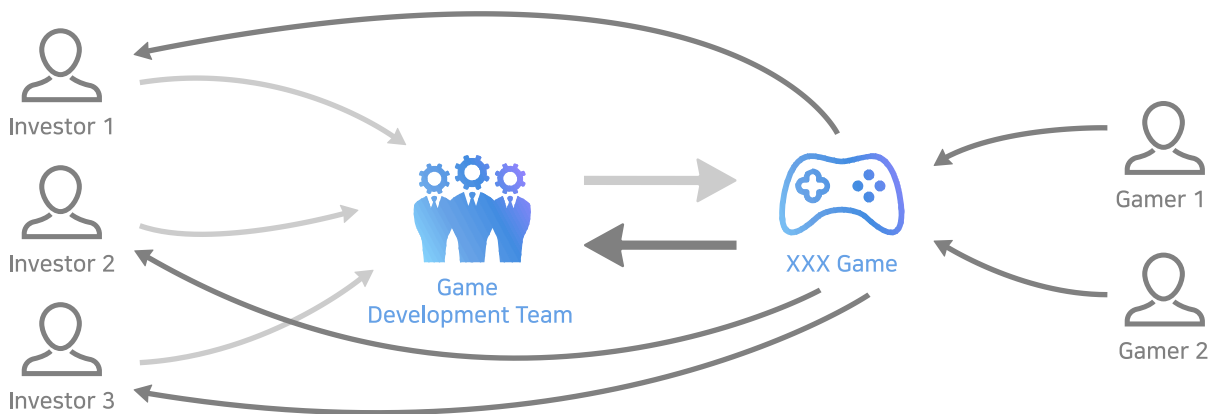 Investor 1
Investor 2
Investor 3
Game
Development Team
XXX Game
Gamer 1
Gamer 2